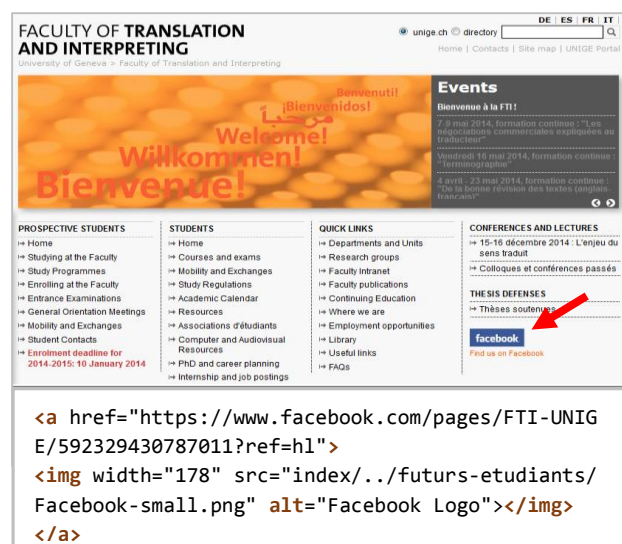 DE | ES | FR | IT
FACULTY OF TRANSLATION
AND INTERPRETING
unige.ch directory
Home | Contacts | Site map | UNIGE Portal
University of Geneva > Faculty of Translation and Interpreting
Benvenuti!
¡Bienvenidos!
مرحباً
Welcome!
Willkommen!
Bienvenue!
Events
Bienvenue à la FTI !
7-9 mai 2014, formation continue : "Les
négociations commerciales expliquées au
traducteur"
Vendredi 16 mai 2014, formation continue :
"Terminographie"
4 avril - 23 mai 2014, formation continue :
"De la bonne révision des textes (anglais-
français)"
PROSPECTIVE STUDENTS
Home
Studying at the Faculty
Study Programmes
Enrolling at the Faculty
Entrance Examinations
General Orientation Meetings
Mobility and Exchanges
Student Contacts
Enrolment deadline for
2014-2015: 10 January 2014
STUDENTS
Home
Courses and exams
Mobility and Exchanges
Study Regulations
Academic Calendar
Resources
Associations d'étudiants
Computer and Audiovisual
Resources
PhD and career planning
Internship and job postings
QUICK LINKS
Departments and Units
Research groups
Faculty Intranet
Faculty publications
Continuing Education
Where we are
Employment opportunities
Library
Useful links
FAQs
CONFERENCES AND LECTURES
15-16 décembre 2014 : L'enjeu du
sens traduit
Colloques et conférences passés
THESIS DEFENSES
Thèses soutenues
facebook
Find us on Facebook
<a href="https://www.facebook.com/pages/FTI-UNIG
E/592329430787011?ref=hl">
<img width="178" src="index/../futurs-etudiants/
Facebook-small.png" alt="Facebook Logo"></img>
</a>